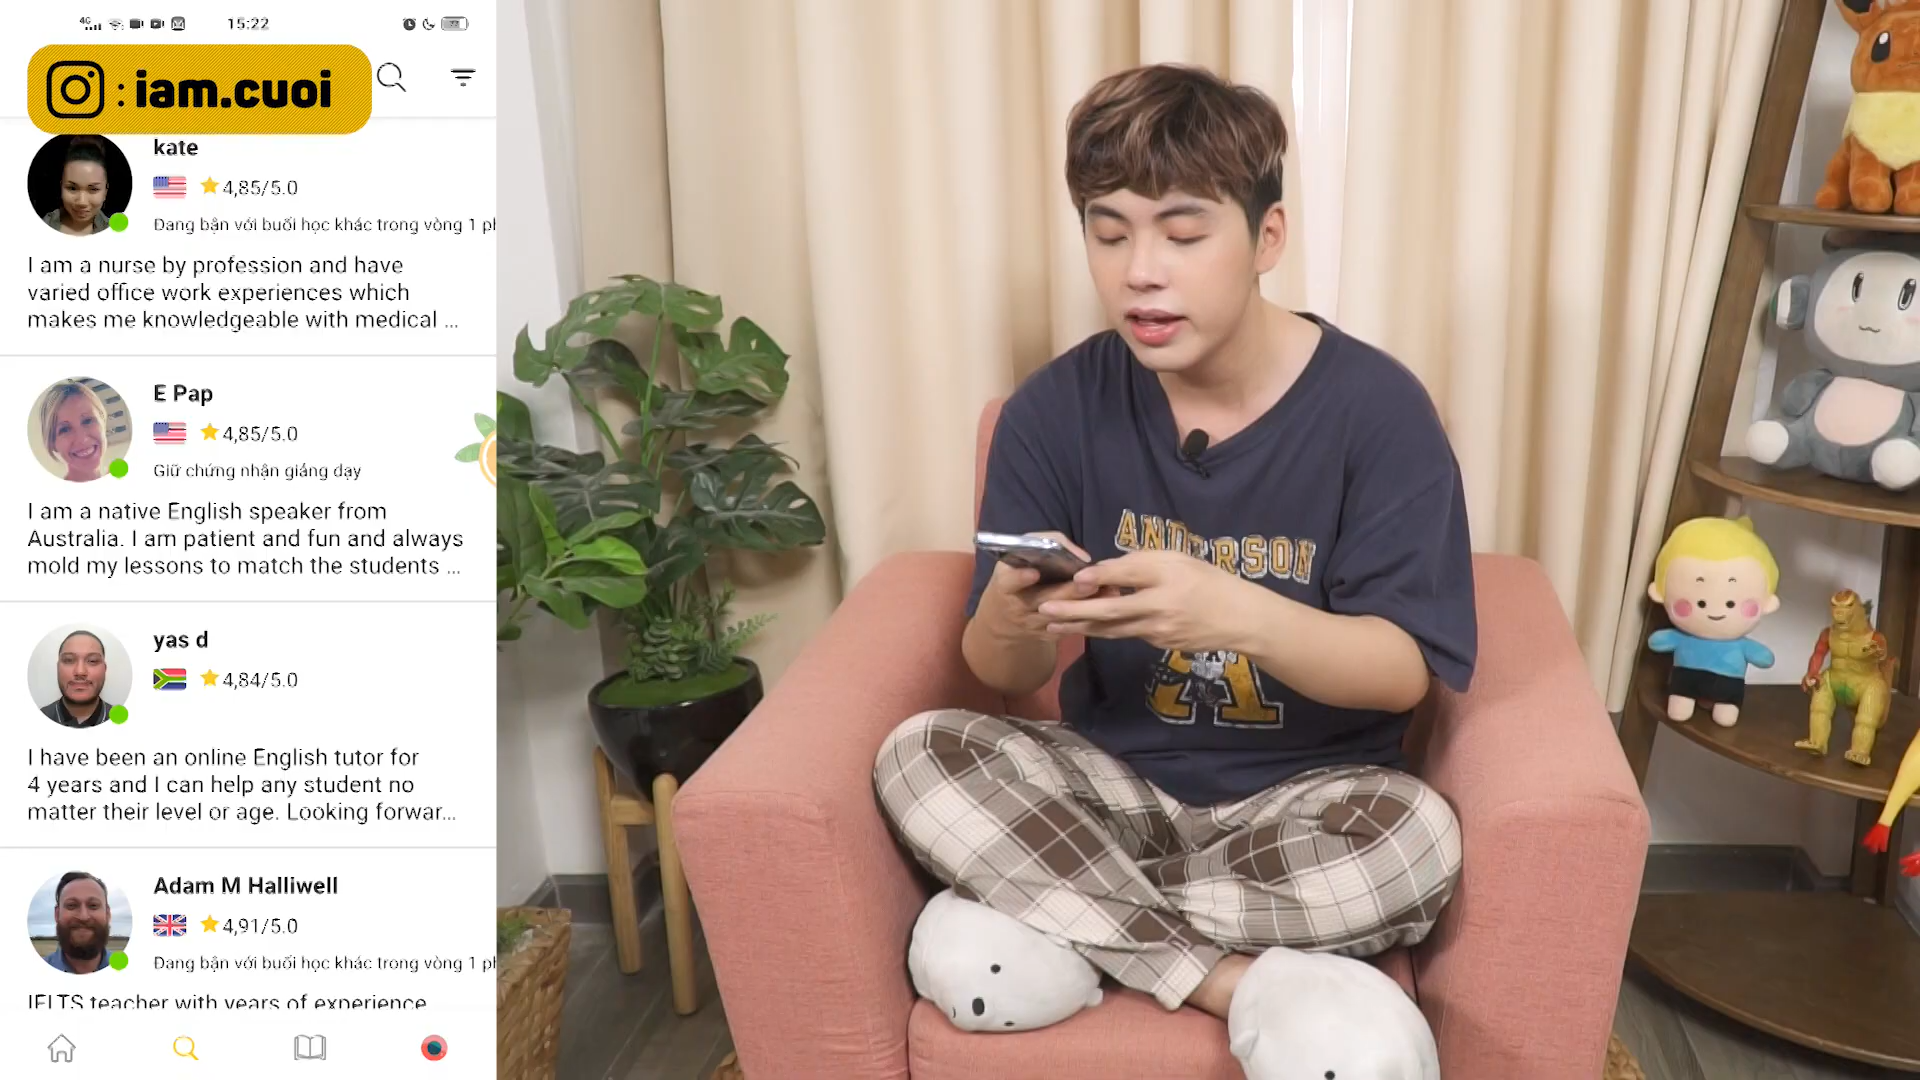 4G
15:22
: iam.cuoi
kate
4,85/5.0
Đang bận với buổi học khác trong vòng 1 ph
I am a nurse by profession and have
varied office work experiences which
makes me knowledgeable with medical ...
E Pap
4,85/5.0
Giữ chứng nhận giảng dạy
I am a native English speaker from
Australia. I am patient and fun and always
mold my lessons to match the students ...
yas d
4,84/5.0
I have been an online English tutor for
4 years and I can help any student no
matter their level or age. Looking forwar...
Adam M Halliwell
4,91/5.0
Đang bận với buổi học khác trong vòng 1 ph
IELTS teacher with years of experience
ANDERSON
A